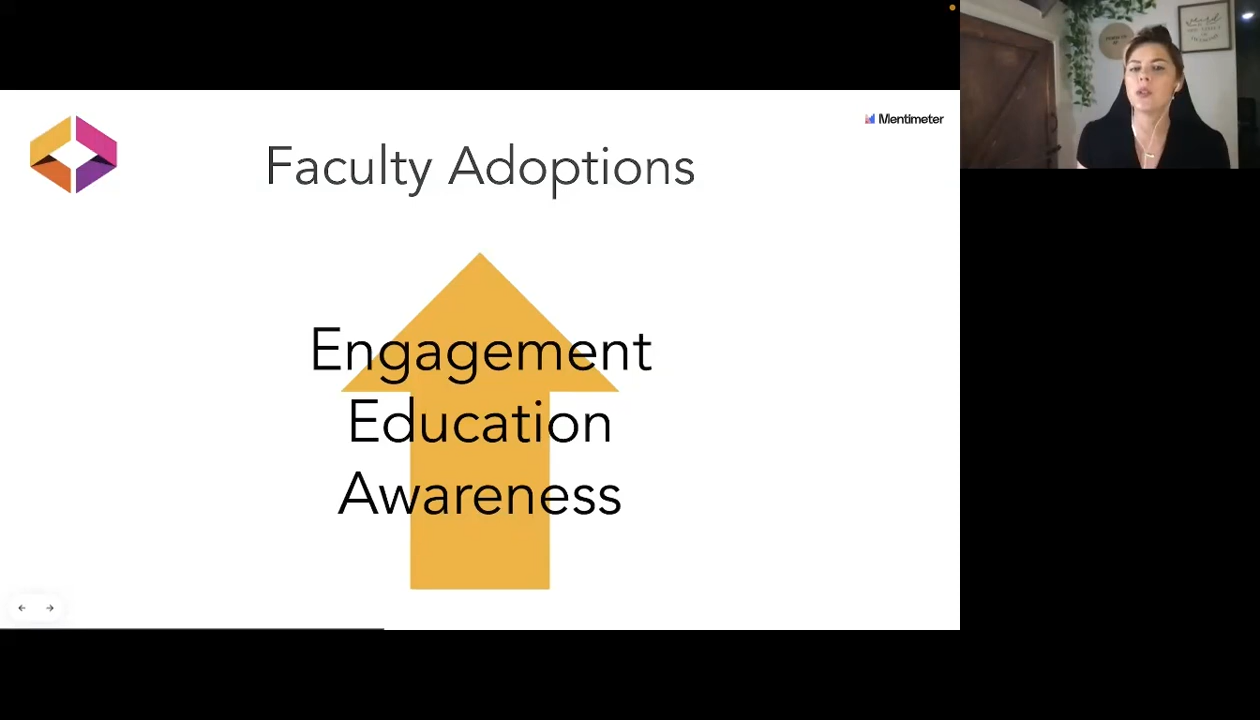 Mentimeter
Faculty Adoptions
Engagement
Education
Awareness